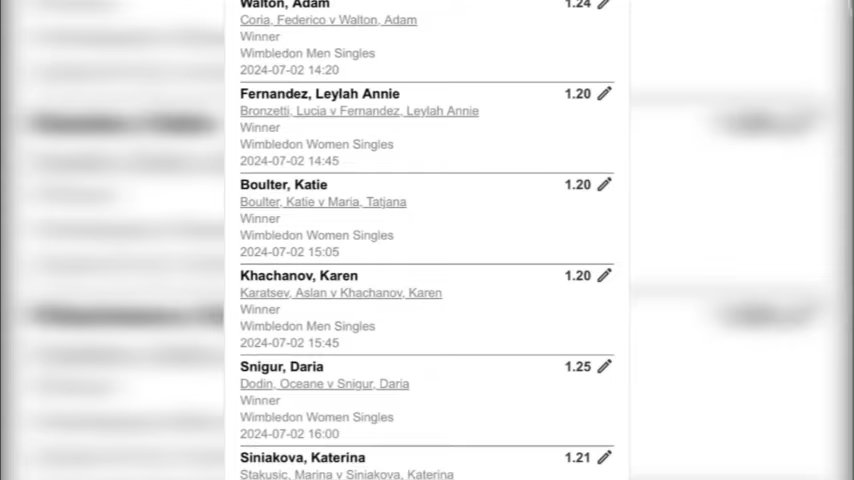 Walton, Adam 1.24
Coria, Federico v Walton, Adam
Winner
Wimbledon Men Singles
2024-07-02 14:20
Fernandez, Leylah Annie 1.20
Bronzetti, Lucia v Fernandez, Leylah Annie
Winner
Wimbledon Women Singles
2024-07-02 14:45
Boulter, Katie 1.20
Boulter, Katie v Maria, Tatjana
Winner
Wimbledon Women Singles
2024-07-02 15:05
Khachanov, Karen 1.20
Karatsev, Aslan v Khachanov, Karen
Winner
Wimbledon Men Singles
2024-07-02 15:45
Snigur, Daria 1.25
Dodin, Oceane v Snigur, Daria
Winner
Wimbledon Women Singles
2024-07-02 16:00
Siniakova, Katerina 1.21
Stakusic, Marina v Siniakova, Katerina